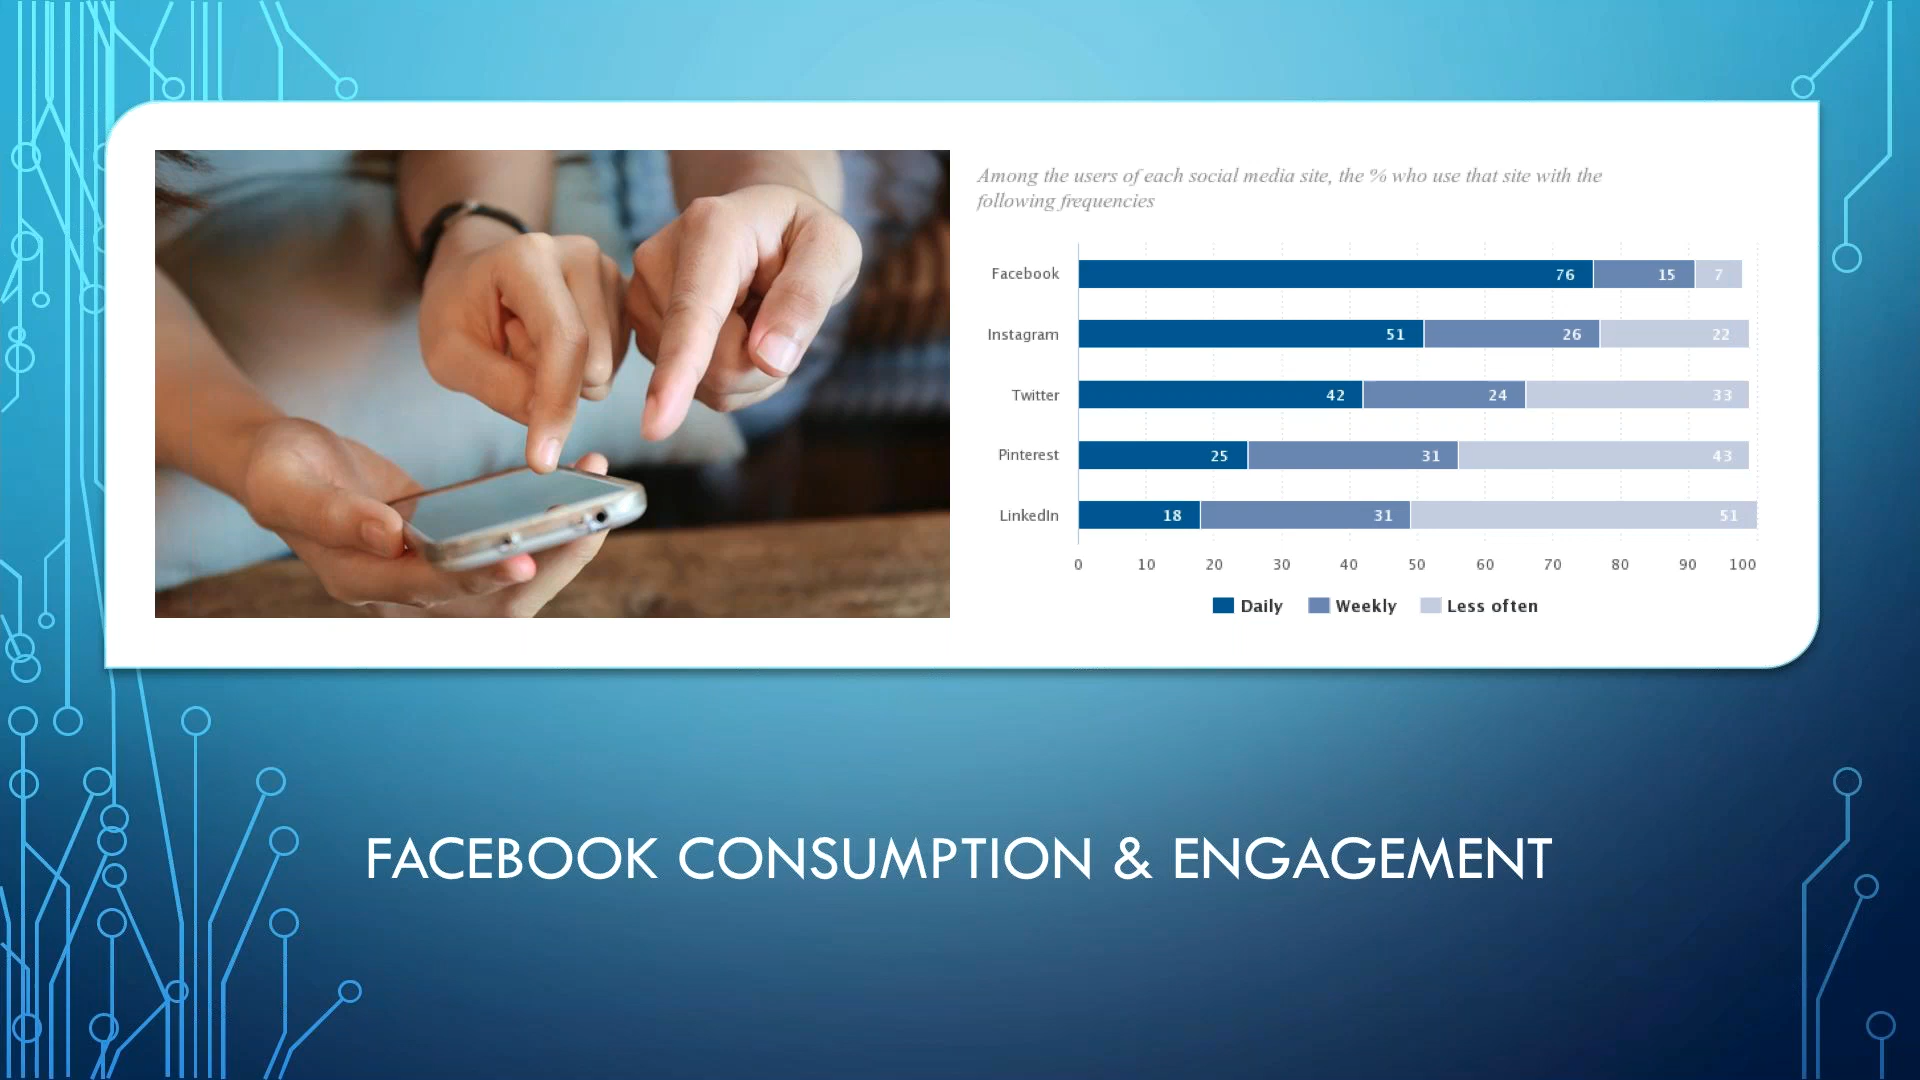 Among the users of each social media site, the % who use that site with the
following frequencies
Facebook 76 15 7
Instagram 51 26 22
Twitter 42 24 33
Pinterest 25 31 43
LinkedIn 18 31 51
0 10 20 30 40 50 60 70 80 90 100
Daily Weekly Less often
FACEBOOK CONSUMPTION & ENGAGEMENT